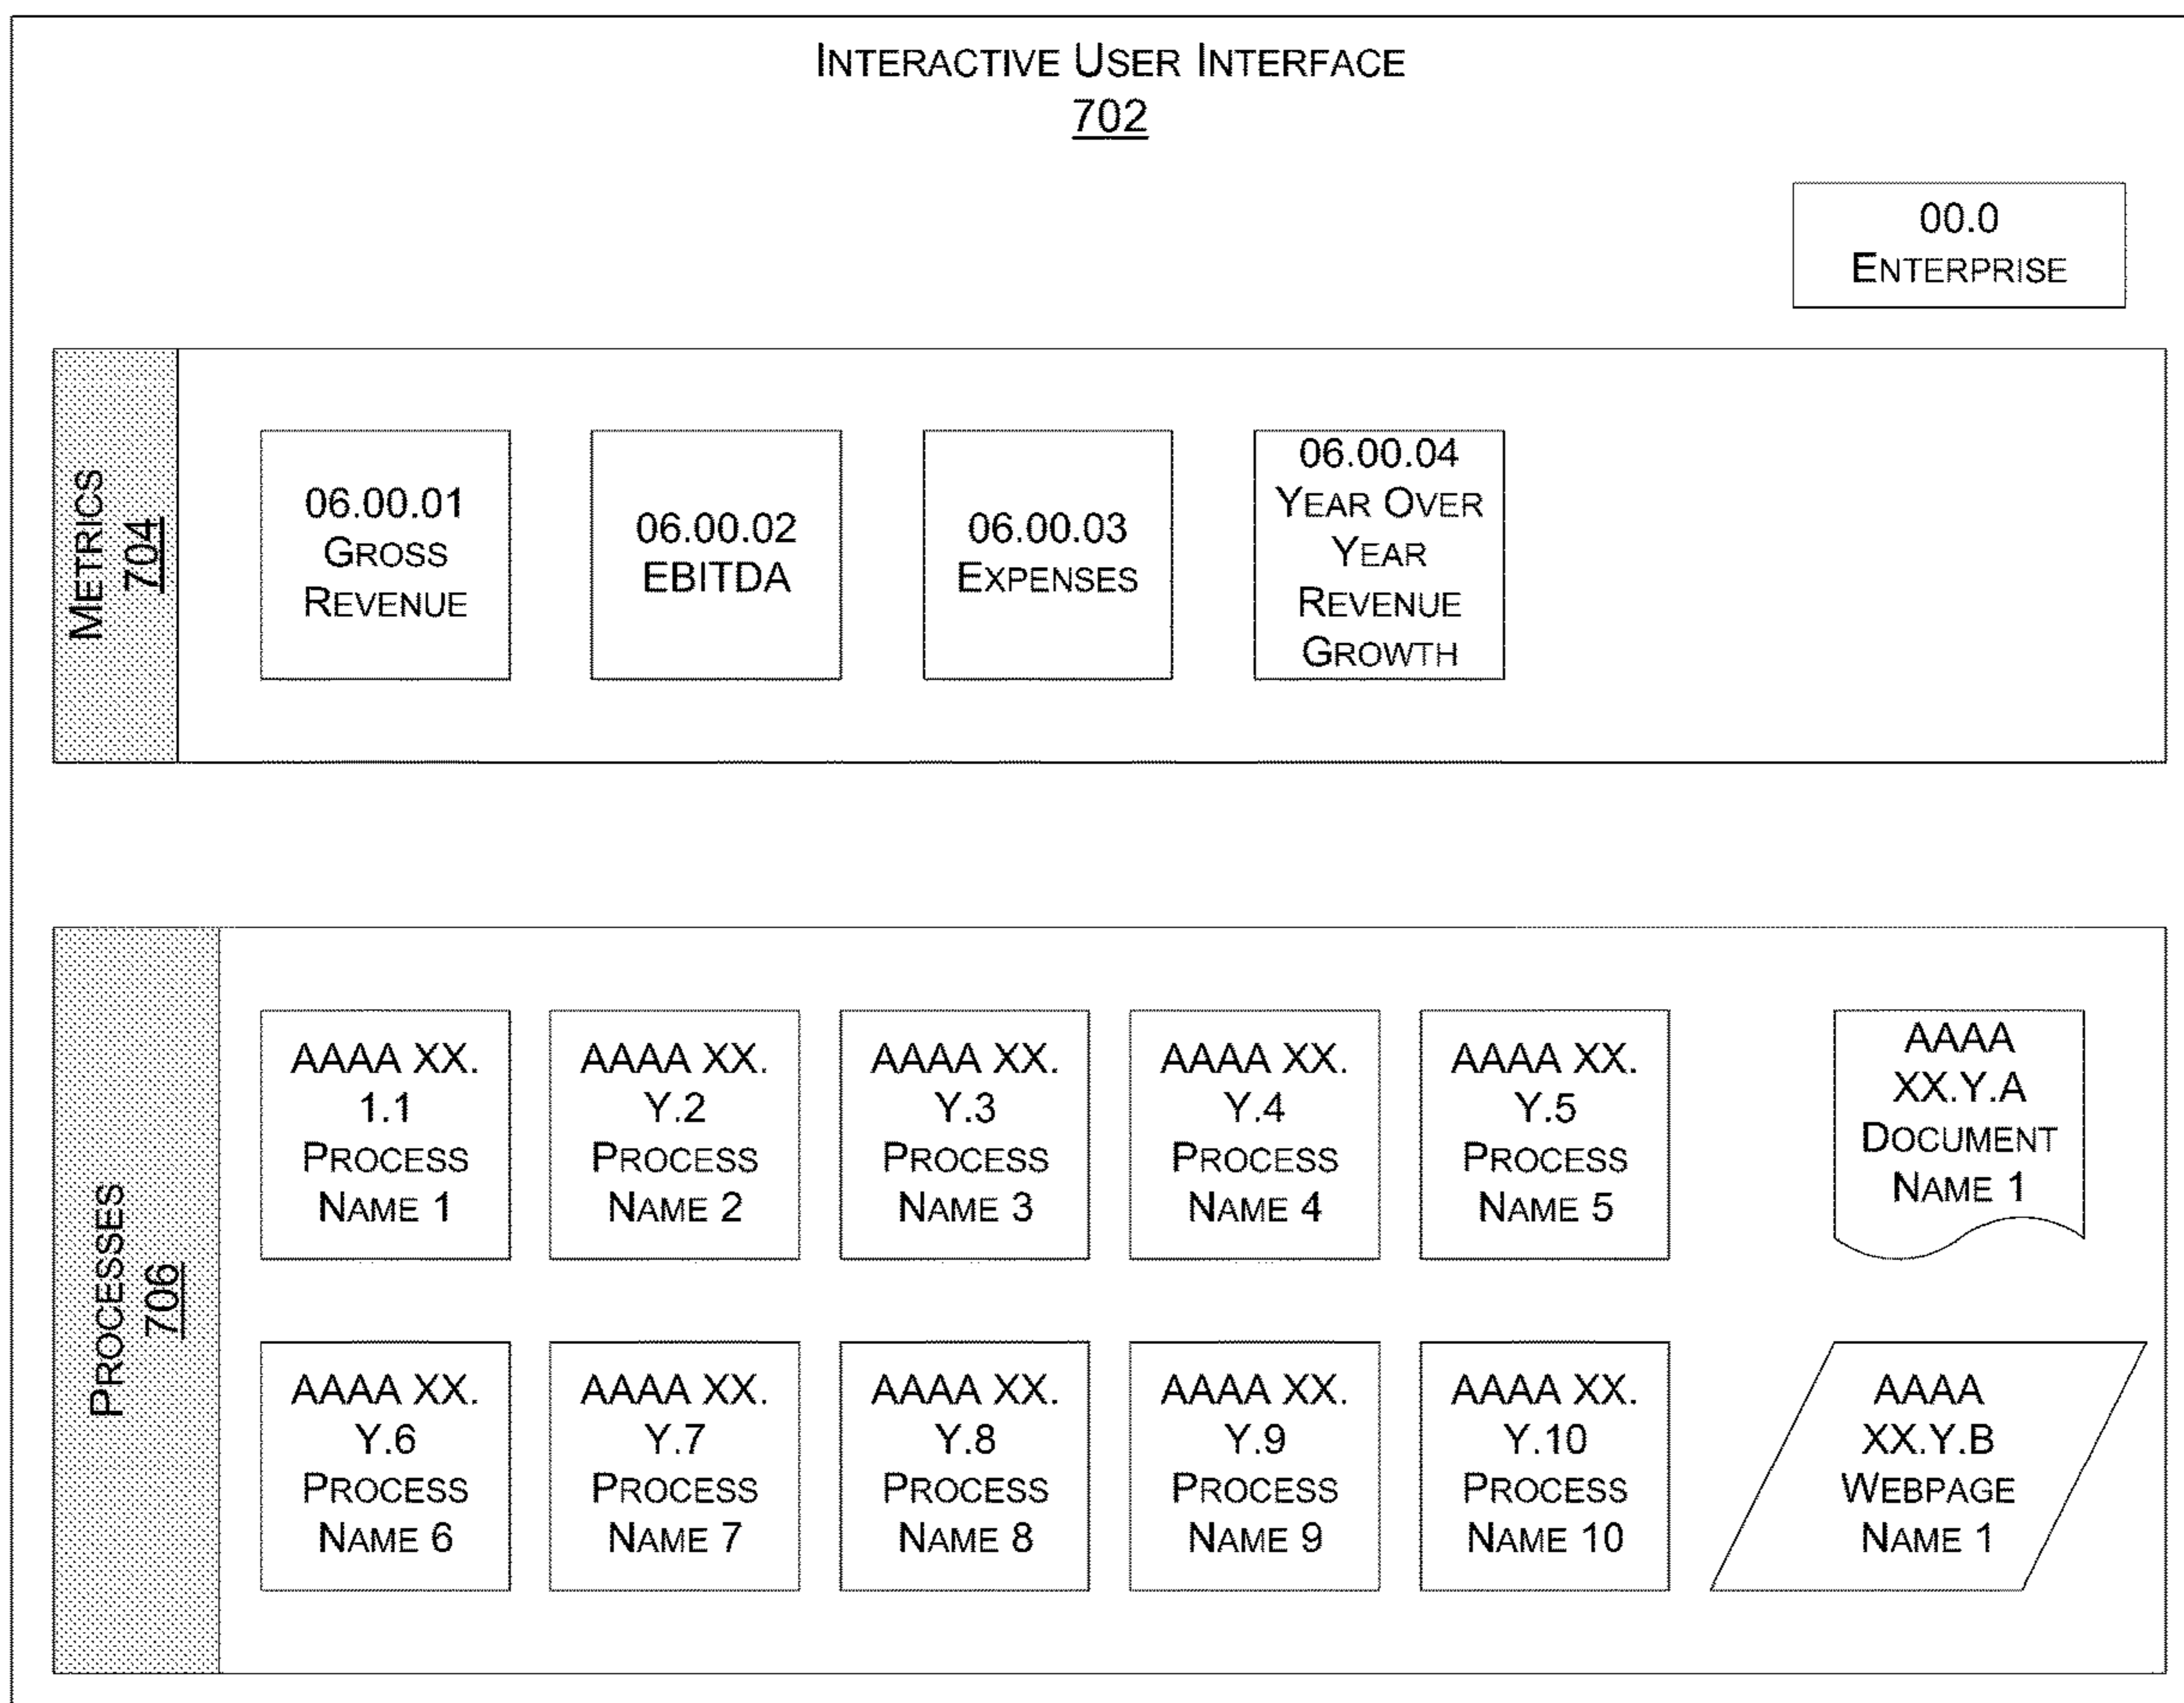 INTERACTIVE USER INTERFACE
702
00.0
ENTERPRISE
METRICS
704
06.00.01
GROSS
REVENUE
06.00.02
EBITDA
06.00.03
EXPENSES
06.00.04
YEAR OVER
YEAR
REVENUE
GROWTH
PROCESSES
706
AAAA XX.
1.1
PROCESS
NAME 1
AAAA XX.
Y.2
PROCESS
NAME 2
AAAA XX.
Y.3
PROCESS
NAME 3
AAAA XX.
Y.4
PROCESS
NAME 4
AAAA XX.
Y.5
PROCESS
NAME 5
AAAA
XX.Y.A
DOCUMENT
NAME 1
AAAA XX.
Y.6
PROCESS
NAME 6
AAAA XX.
Y.7
PROCESS
NAME 7
AAAA XX.
Y.8
PROCESS
NAME 8
AAAA XX.
Y.9
PROCESS
NAME 9
AAAA XX.
Y.10
PROCESS
NAME 10
AAAA
XX.Y.B
WEBPAGE
NAME 1